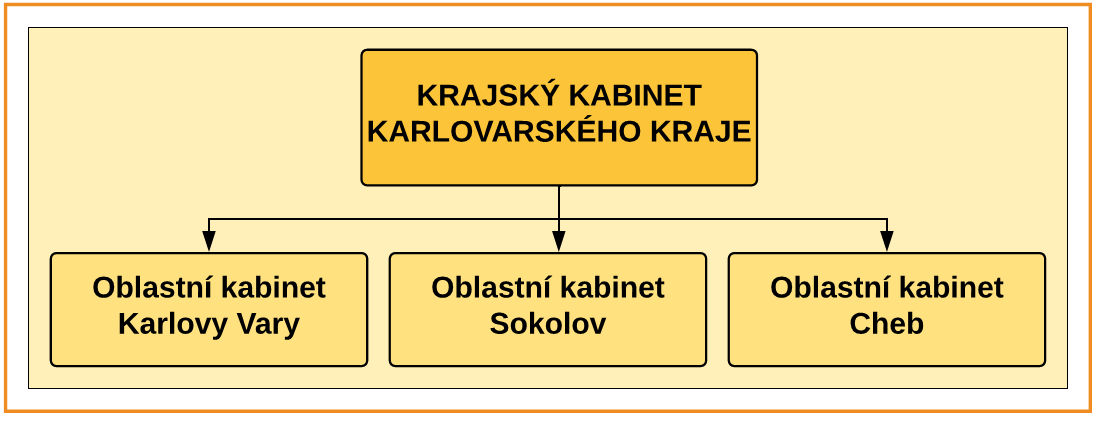 KRAJSKÝ KABINET
KARLOVARSKÉHO KRAJE
Oblastní kabinet
Karlovy Vary
Oblastní kabinet
Sokolov
Oblastní kabinet
Cheb